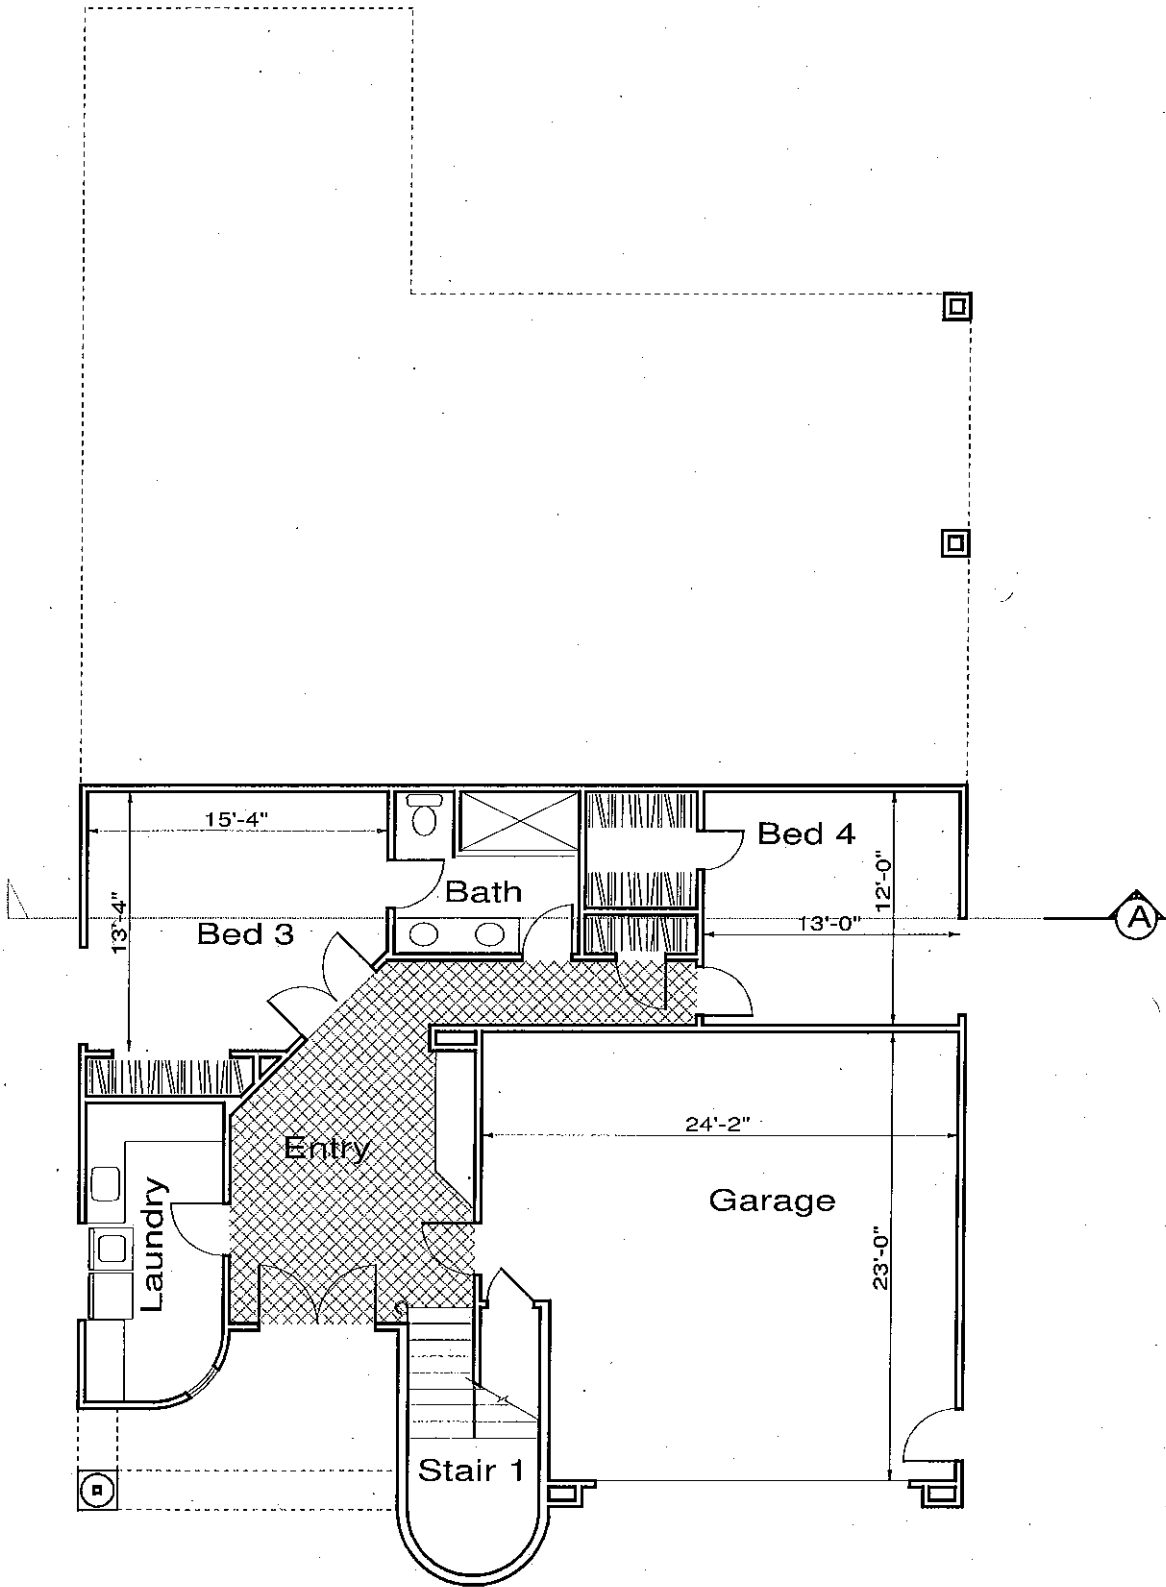 15'-4"
Bed 4
Bath
12'-0"
13'-4"
A
13'-0"
Bed 3
24'-2"
Entry
Garage
Laundry
23'-0"
Stair 1